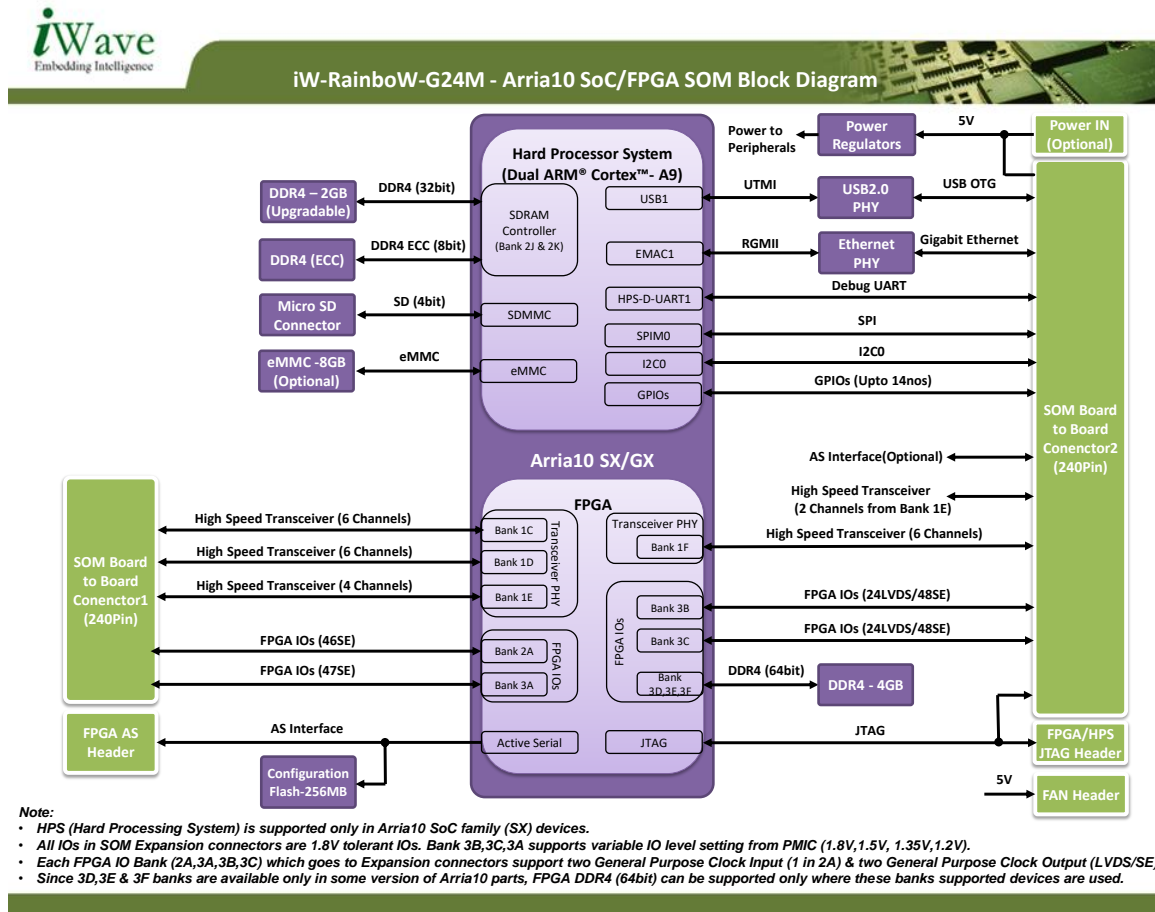 iWave
Embedding Intelligence
iW-RainboW-G24M - Arria10 SoC/FPGA SOM Block Diagram
Hard Processor System
(Dual ARM® Cortex™- A9)
SDRAM
Controller
(Bank 2J & 2K)
SDMMC
eMMC
USB1
EMAC1
HPS-D-UART1
SPIM0
I2C0
GPIOs
DDR4 – 2GB
(Upgradable)
DDR4 (32bit)
DDR4 (ECC)
DDR4 ECC (8bit)
Micro SD
Connector
SD (4bit)
eMMC -8GB
(Optional)
eMMC
Power to
Peripherals
Power
Regulators
5V
Power IN
(Optional)
UTMI
USB2.0
PHY
USB OTG
RGMII
Ethernet
PHY
Gigabit Ethernet
Debug UART
SPI
I2C0
GPIOs (Upto 14nos)
SOM Board
to Board
Conenctor2
(240Pin)
AS Interface(Optional)
High Speed Transceiver
(2 Channels from Bank 1E)
High Speed Transceiver (6 Channels)
FPGA IOs (24LVDS/48SE)
FPGA IOs (24LVDS/48SE)
DDR4 (64bit)
DDR4 - 4GB
JTAG
FPGA/HPS
JTAG Header
5V
FAN Header
Arria10 SX/GX
FPGA
Bank 1C
Bank 1D
Bank 1E
Transceiver PHY
Transceiver PHY
Bank 1F
Bank 2A
Bank 3A
FPGA IOs
FPGA IOs
Bank 3B
Bank 3C
Bank
3D,3E,3F
Active Serial
JTAG
SOM Board
to Board
Conenctor1
(240Pin)
High Speed Transceiver (6 Channels)
High Speed Transceiver (6 Channels)
High Speed Transceiver (4 Channels)
FPGA IOs (46SE)
FPGA IOs (47SE)
FPGA AS
Header
AS Interface
Configuration
Flash-256MB
Note:
• HPS (Hard Processing System) is supported only in Arria10 SoC family (SX) devices.
• All IOs in SOM Expansion connectors are 1.8V tolerant IOs. Bank 3B,3C,3A supports variable IO level setting from PMIC (1.8V,1.5V, 1.35V,1.2V).
• Each FPGA IO Bank (2A,3A,3B,3C) which goes to Expansion connectors support two General Purpose Clock Input (1 in 2A) & two General Purpose Clock Output (LVDS/SE)
• Since 3D,3E & 3F banks are available only in some version of Arria10 parts, FPGA DDR4 (64bit) can be supported only where these banks supported devices are used.